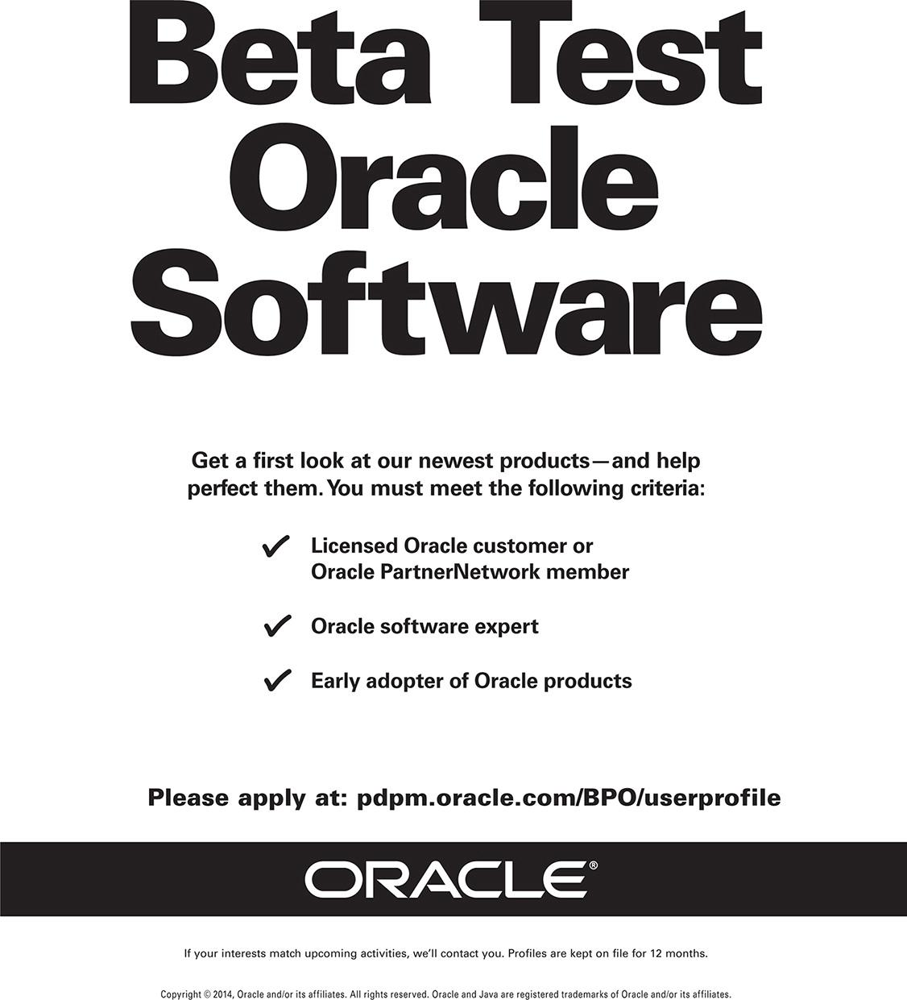 Beta Test
Oracle
Software
Get a first look at our newest products—and help
perfect them. You must meet the following criteria:
✓ Licensed Oracle customer or
Oracle PartnerNetwork member
✓ Oracle software expert
✓ Early adopter of Oracle products
Please apply at: pdpm.oracle.com/BPO/userprofile
ORACLE®
If your interests match upcoming activities, we’ll contact you. Profiles are kept on file for 12 months.
Copyright © 2014, Oracle and/or its affiliates. All rights reserved. Oracle and Java are registered trademarks of Oracle and/or its affiliates.